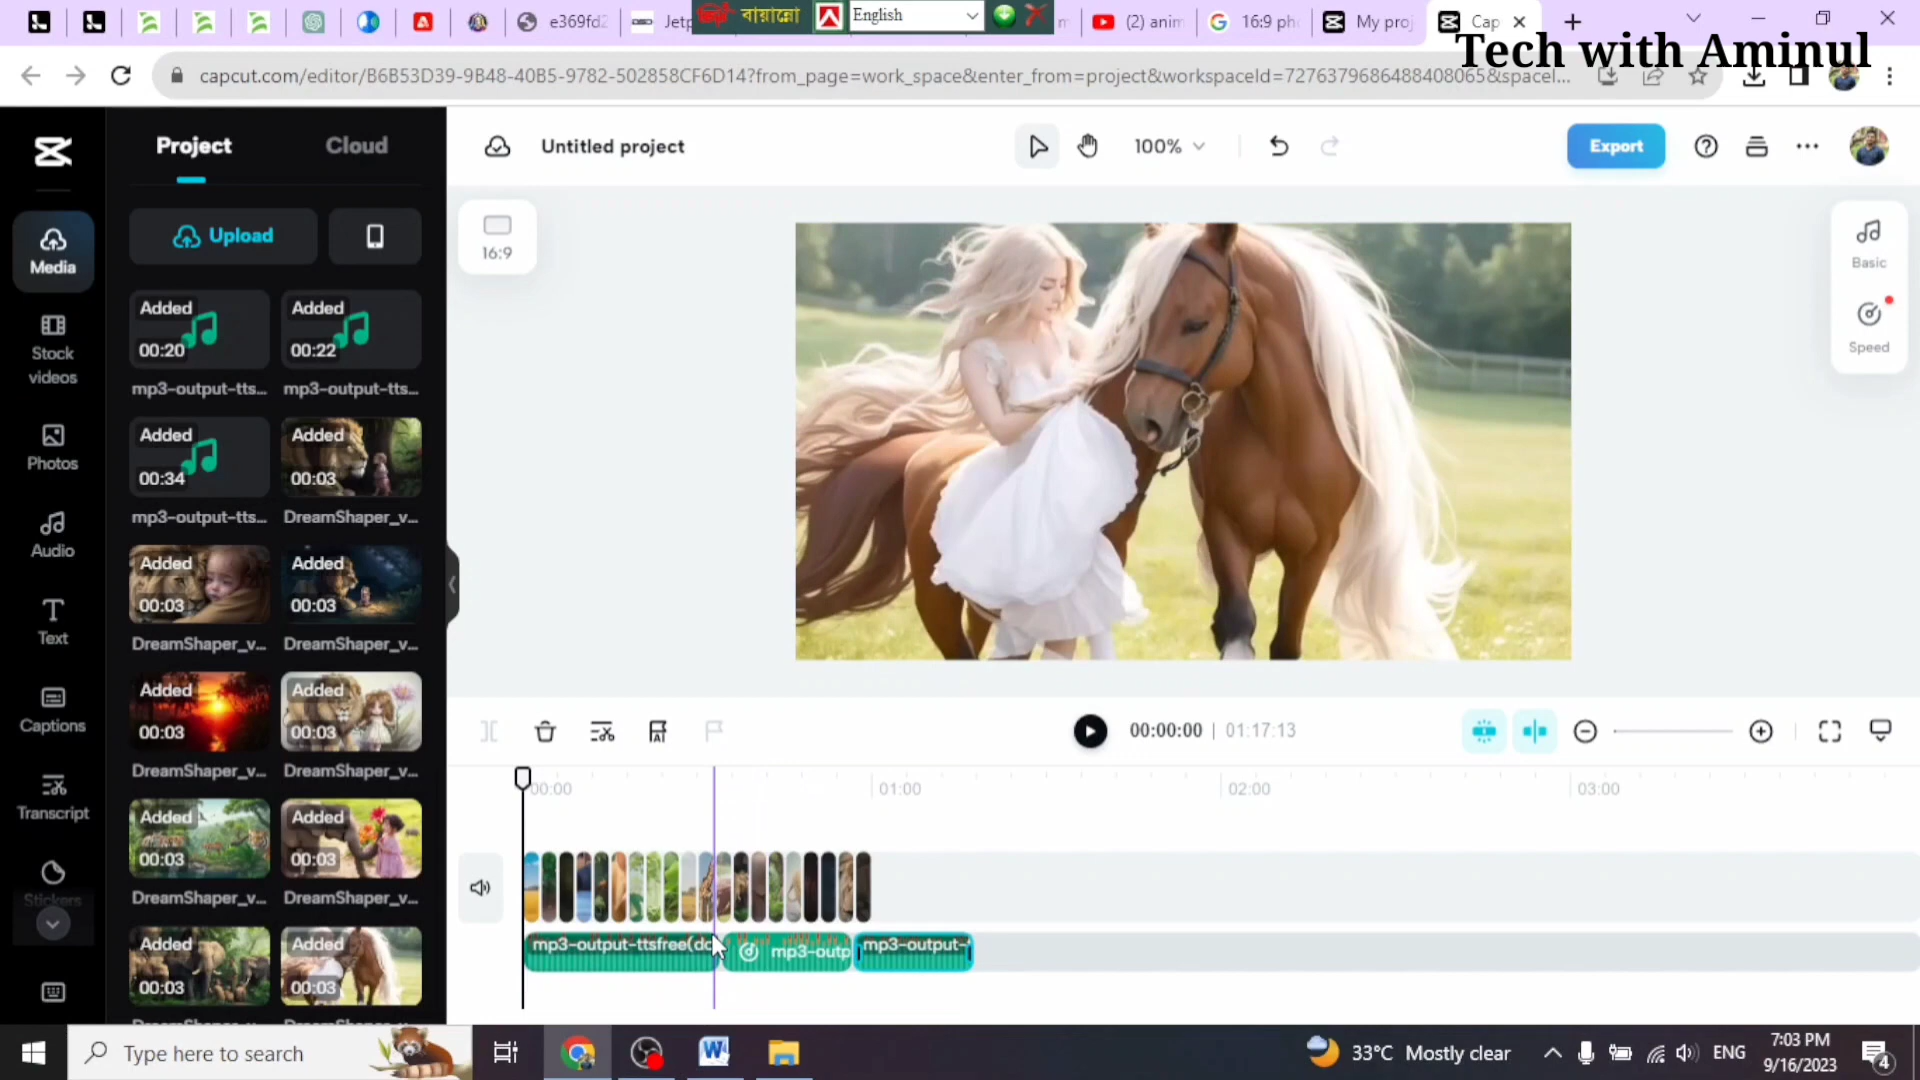 e369fd2
Jetp
বায়ান্নো
English
(2) anim
16:9 ph
My proj
Cap
Tech with Aminul
capcut.com/editor/B6B53D39-9B48-40B5-9782-502858CF6D14?from_page=work_space&enter_from=project&workspaceId=7276379686488408065&spacel...
Project
Cloud
Untitled project
100%
Export
Upload
16:9
Basic
Speed
Media
Stock
videos
Photos
Audio
Text
Captions
Transcript
Stickers
Added
00:20
mp3-output-tts...
Added
00:22
mp3-output-tts...
Added
00:34
mp3-output-tts...
Added
00:03
DreamShaper_v...
Added
00:03
DreamShaper_v...
Added
00:03
DreamShaper_v...
Added
00:03
DreamShaper_v...
Added
00:03
DreamShaper_v...
Added
00:03
DreamShaper_v...
Added
00:03
DreamShaper_v...
Added
00:03
Added
00:03
00:00:00 | 01:17:13
00:00
01:00
02:00
03:00
mp3-output-ttsfree(do
mp3-outp
mp3-output-
Type here to search
33°C Mostly clear
ENG
7:03 PM
9/16/2023
4